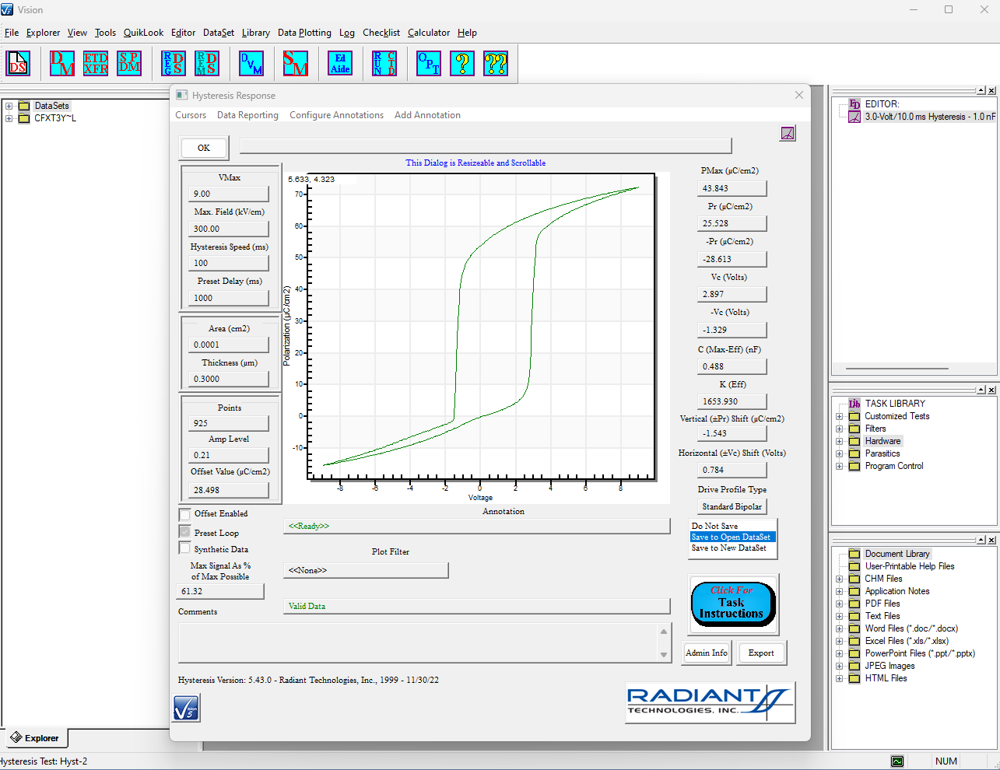 Vision
File Explorer View Tools QuikLook Editor DataSet Library Data Plotting Log Checklist Calculator Help
DS DM ETD XFR SP DM REG DS REM DS DVM SM Ed Aide RUN CTD OPT ? ??
DataSets
CFXT3Y~L
Explorer
Hysteresis Response
Cursors Data Reporting Configure Annotations Add Annotation
OK
This Dialog is Resizeable and Scrollable
VMax
9.00
Max. Field (kV/cm)
300.00
Hysteresis Speed (ms)
100
Preset Delay (ms)
1000
Area (cm2)
0.0001
Thickness (µm)
0.3000
Points
925
Amp Level
0.21
Offset Value (µC/cm2)
28.498
Offset Enabled
Preset Loop
Synthetic Data
Max Signal As %
of Max Possible
61.32
Comments
5.633, 4.323
Polarization (µC/cm2)
70
60
50
40
30
20
10
0
-10
-8 -6 -4 -2 0 2 4 6 8
Voltage
Annotation
<<Ready>>
Plot Filter
<<None>>
Valid Data
PMax (µC/cm2)
43.843
Pr (µC/cm2)
25.528
-Pr (µC/cm2)
-28.613
Vc (Volts)
2.897
-Vc (Volts)
-1.329
C (Max-Eff) (nF)
0.488
K (Eff)
1653.930
Vertical (±Pr) Shift (µC/cm2)
-1.543
Horizontal (±Vc) Shift (Volts)
0.784
Drive Profile Type
Standard Bipolar
Do Not Save
Save to Open DataSet
Save to New DataSet
Click For
Task
Instructions
Admin Info Export
Hysteresis Version: 5.43.0 - Radiant Technologies, Inc., 1999 - 11/30/22
Vision 5
RADIANT
TECHNOLOGIES, INC.
ED EDITOR:
3.0-Volt/10.0 ms Hysteresis - 1.0 nF
Lib TASK LIBRARY
Customized Tests
Filters
Hardware
Parasitics
Program Control
Document Library
User-Printable Help Files
CHM Files
Application Notes
PDF Files
Text Files
Word Files (*.doc/*.docx)
Excel Files (*.xls/*.xlsx)
PowerPoint Files (*.ppt/*.pptx)
JPEG Images
HTML Files
Hysteresis Test: Hyst-2
NUM